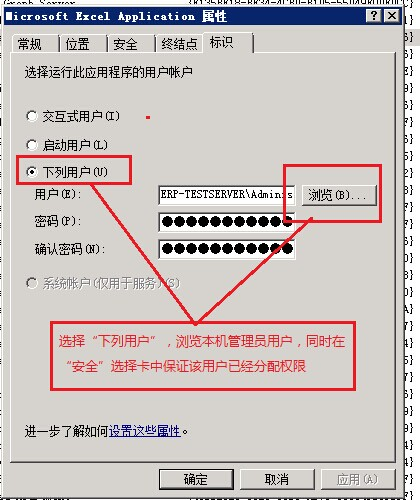 Microsoft Excel Application 属性
常规 位置 安全 终结点 标识
选择运行此应用程序的用户帐户
交互式用户(I)
启动用户(L)
下列用户(U)
用户(E): ERP-TESTSERVER\Adminis 浏览(B)...
密码(P): ●●●●●●●●●●●
确认密码(N): ●●●●●●●●●●●
系统帐户(仅用于服务)(S)
选择“下列用户”，浏览本机管理员用户，同时在
“安全”选择卡中保证该用户已经分配权限
进一步了解如何设置这些属性。
确定 取消 应用(A)